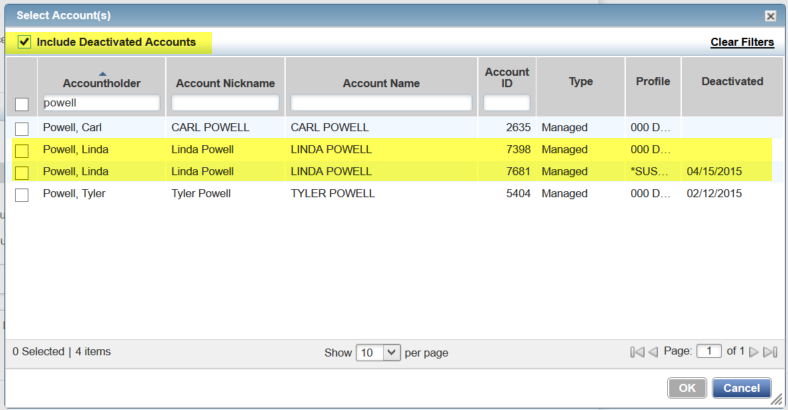 Select Account(s)
Include Deactivated Accounts Clear Filters
Accountholder Account Nickname Account Name Account ID Type Profile Deactivated
powell
Powell, Carl CARL POWELL CARL POWELL 2635 Managed 000 D...
Powell, Linda Linda Powell LINDA POWELL 7398 Managed 000 D...
Powell, Linda Linda Powell LINDA POWELL 7681 Managed *SUS... 04/15/2015
Powell, Tyler Tyler Powell TYLER POWELL 5404 Managed 000 D... 02/12/2015
0 Selected | 4 items Show 10 per page Page: 1 of 1
OK Cancel